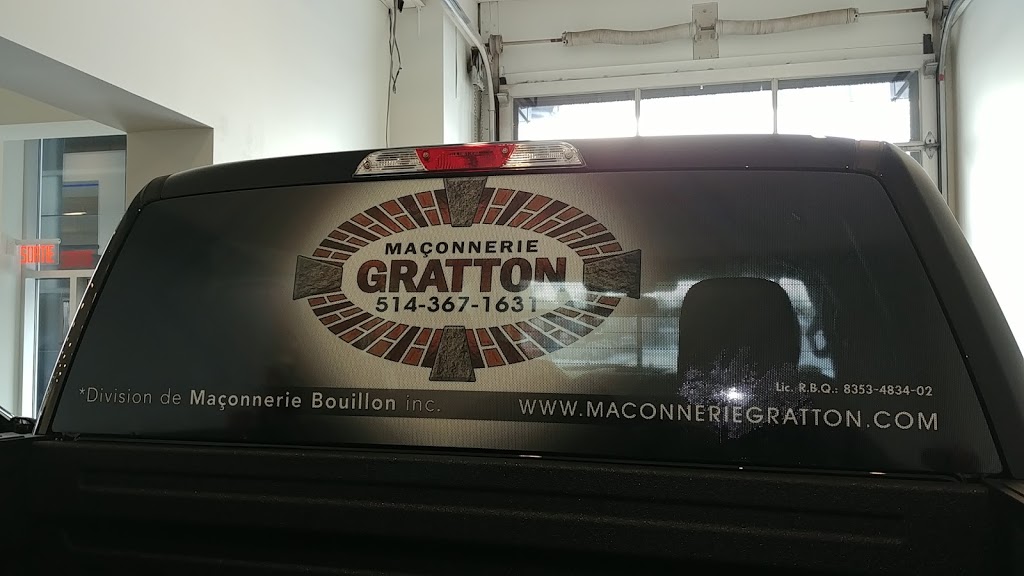 MAÇONNERIE
GRATTON
514-367-1631
Lic. R.B.Q.: 8353-4834-02
*Division de Maçonnerie Bouillon inc.
WWW.MACONNERIEGRATTON.COM